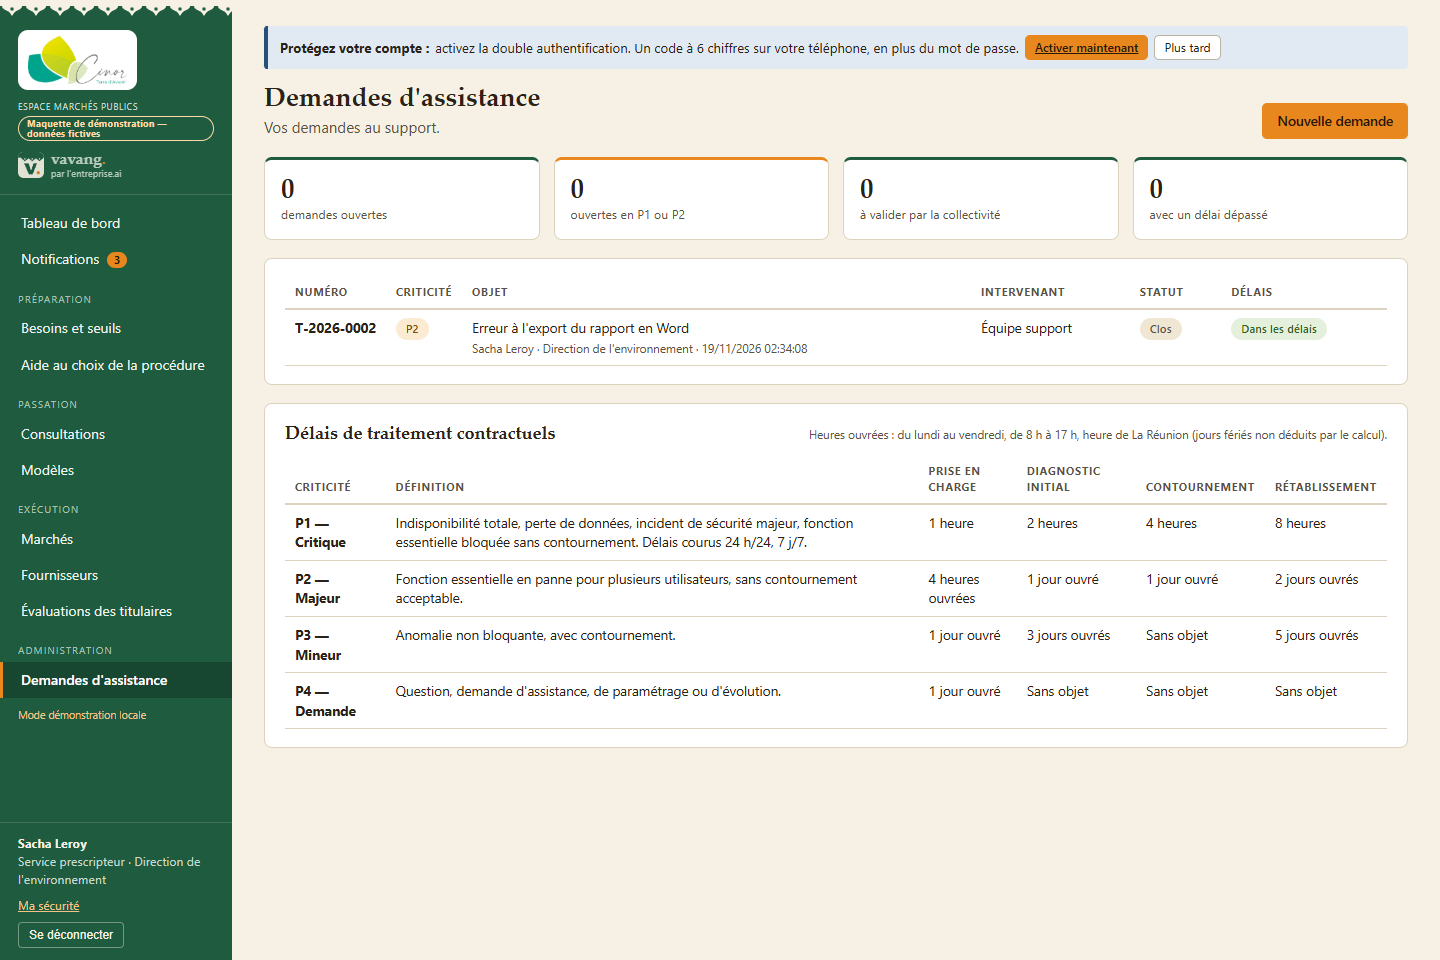 Cinor
ESPACE MARCHÉS PUBLICS
Maquette de démonstration —
données fictives
vavang.
par l'entreprise.ai
Tableau de bord
Notifications 3
PRÉPARATION
Besoins et seuils
Aide au choix de la procédure
PASSATION
Consultations
Modèles
EXÉCUTION
Marchés
Fournisseurs
Évaluations des titulaires
ADMINISTRATION
Demandes d'assistance
Mode démonstration locale
Sacha Leroy
Service prescripteur · Direction de
l'environnement
Ma sécurité
Se déconnecter
Protégez votre compte : activez la double authentification. Un code à 6 chiffres sur votre téléphone, en plus du mot de passe. Activer maintenant Plus tard
Demandes d'assistance
Vos demandes au support.
Nouvelle demande
0
demandes ouvertes
0
ouvertes en P1 ou P2
0
à valider par la collectivité
0
avec un délai dépassé
NUMÉRO CRITICITÉ OBJET INTERVENANT STATUT DÉLAIS
T-2026-0002 P2 Erreur à l'export du rapport en Word Équipe support Clos Dans les délais
Sacha Leroy · Direction de l'environnement · 19/11/2026 02:34:08
Délais de traitement contractuels
Heures ouvrées : du lundi au vendredi, de 8 h à 17 h, heure de La Réunion (jours fériés non déduits par le calcul).
CRITICITÉ DÉFINITION PRISE EN CHARGE DIAGNOSTIC INITIAL CONTOURNEMENT RÉTABLISSEMENT
P1 — Indisponibilité totale, perte de données, incident de sécurité majeur, fonction 1 heure 2 heures 4 heures 8 heures
Critique essentielle bloquée sans contournement. Délais courus 24 h/24, 7 j/7.
P2 — Fonction essentielle en panne pour plusieurs utilisateurs, sans contournement 4 heures 1 jour ouvré 1 jour ouvré 2 jours ouvrés
Majeur acceptable. ouvrées
P3 — Anomalie non bloquante, avec contournement. 1 jour ouvré 3 jours ouvrés Sans objet 5 jours ouvrés
Mineur
P4 — Question, demande d'assistance, de paramétrage ou d'évolution. 1 jour ouvré Sans objet Sans objet Sans objet
Demande